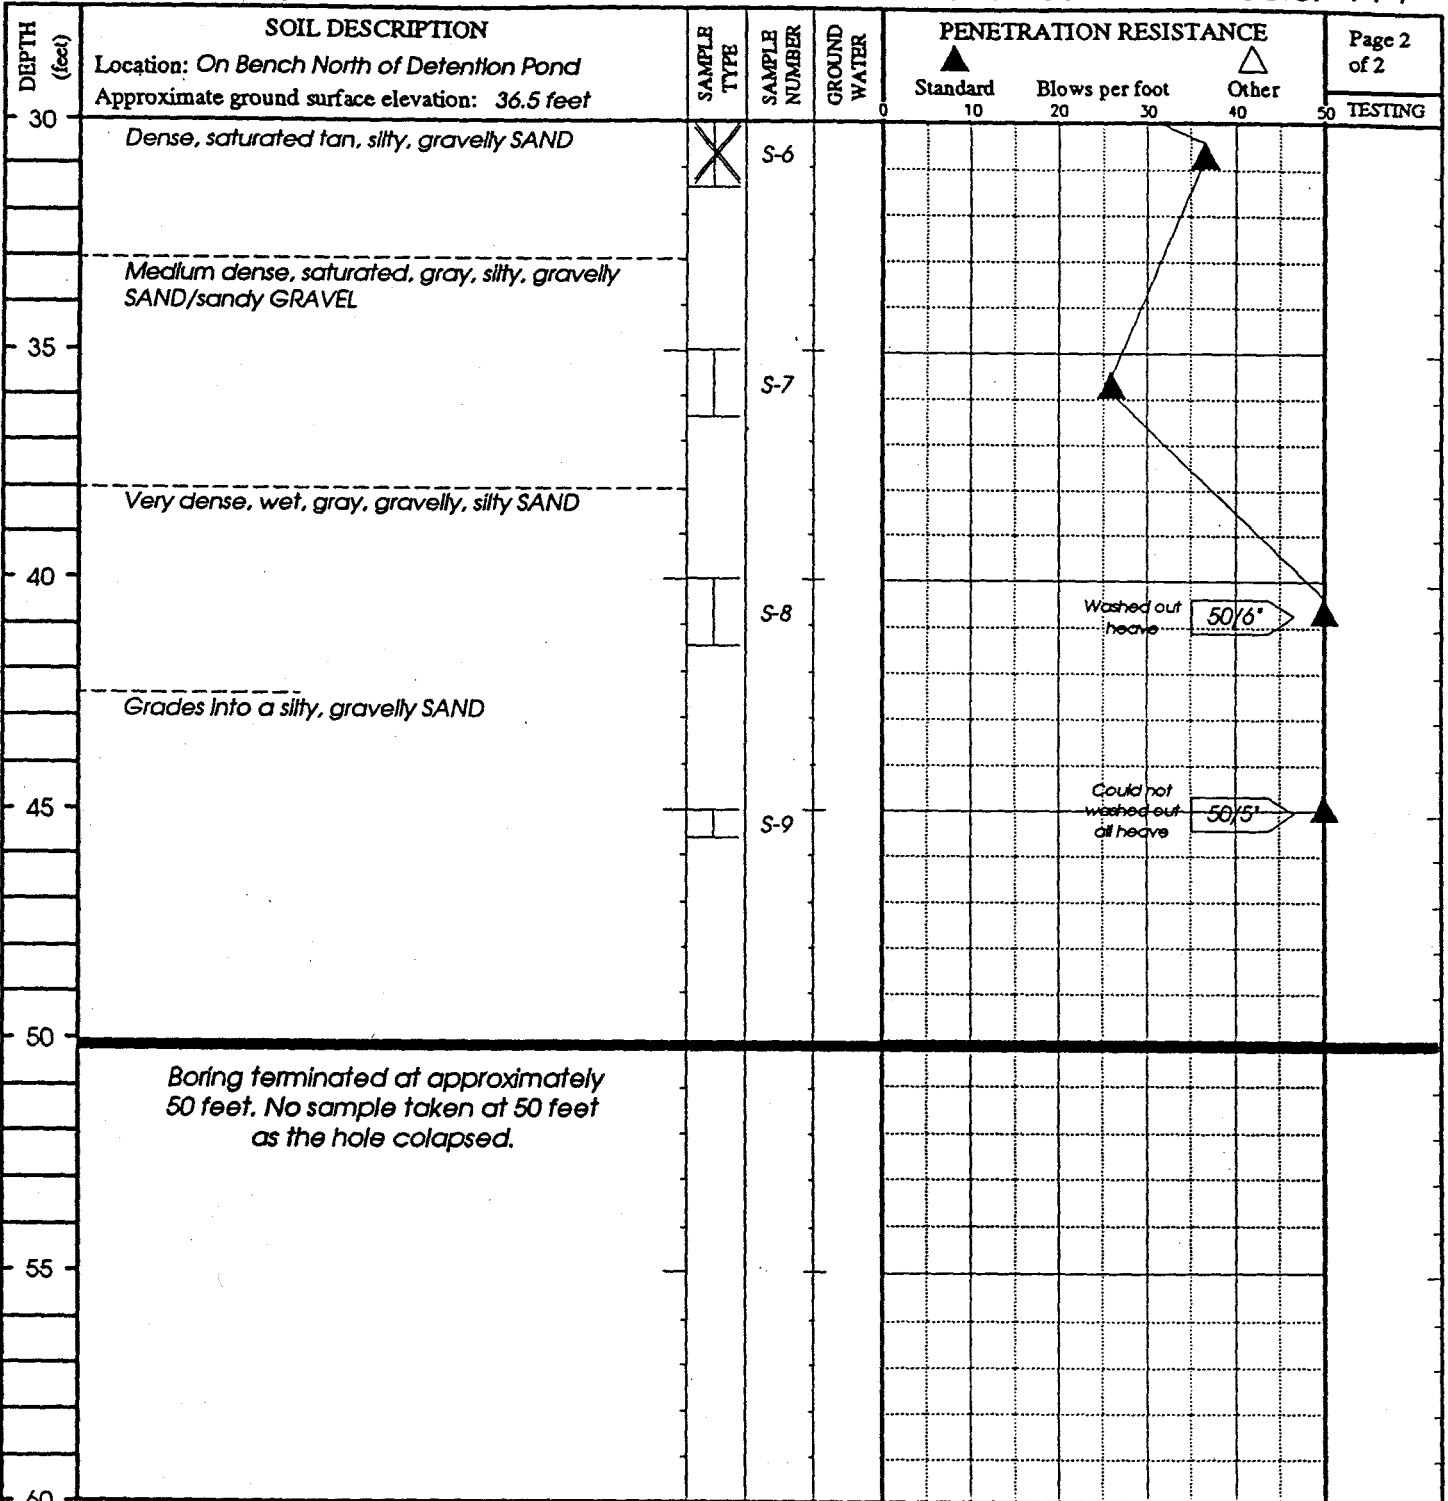 DEPTH (feet)
SOIL DESCRIPTION
Location: On Bench North of Detention Pond
Approximate ground surface elevation: 36.5 feet
SAMPLE TYPE
SAMPLE NUMBER
GROUND WATER
PENETRATION RESISTANCE
Standard Blows per foot Other
0 10 20 30 40 50
Page 2 of 2
TESTING
30
Dense, saturated tan, silty, gravelly SAND
S-6
Medium dense, saturated, gray, silty, gravelly
SAND/sandy GRAVEL
35
S-7
Very dense, wet, gray, gravelly, silty SAND
40
S-8
Washed out
heave
50/6"
Grades into a silty, gravelly SAND
45
S-9
Could not
washed out
all heave
50/5"
50
Boring terminated at approximately
50 feet. No sample taken at 50 feet
as the hole colapsed.
55
60